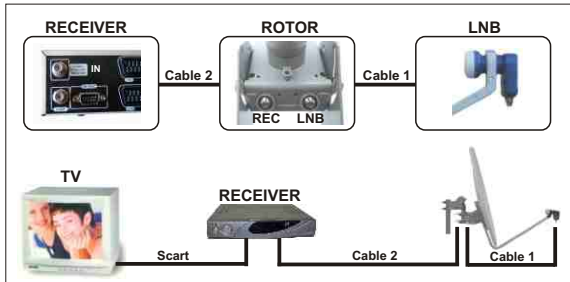 RECEIVER ROTOR LNB
IN
Cable 2 Cable 1
REC LNB
TV
RECEIVER
Scart Cable 2 Cable 1